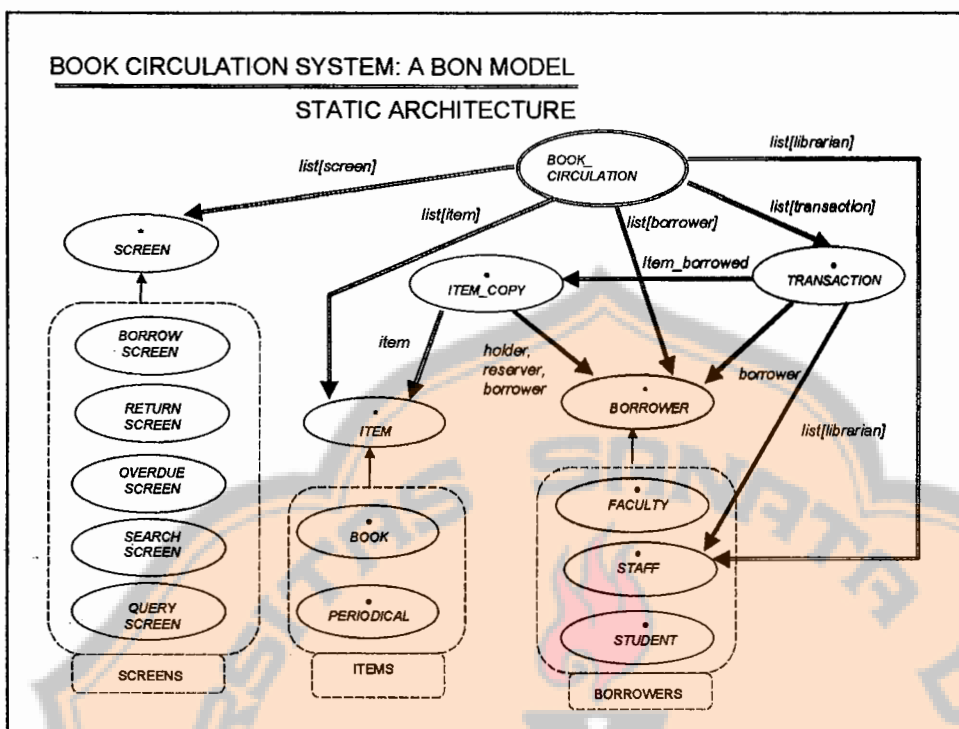 BOOK CIRCULATION SYSTEM: A BON MODEL
STATIC ARCHITECTURE
list[screen]
BOOK_
CIRCULATION
list[librarian]
list[item]
list[borrower]
list[transaction]
*
SCREEN
Item_borrowed
•
ITEM_COPY
•
TRANSACTION
BORROW
SCREEN
item
holder,
reserver,
borrower
borrower
RETURN
SCREEN
*
ITEM
*
BORROWER
list[librarian]
OVERDUE
SCREEN
•
BOOK
•
FACULTY
SEARCH
SCREEN
•
STAFF
QUERY
SCREEN
•
PERIODICAL
•
STUDENT
SCREENS
ITEMS
BORROWERS
SANATA